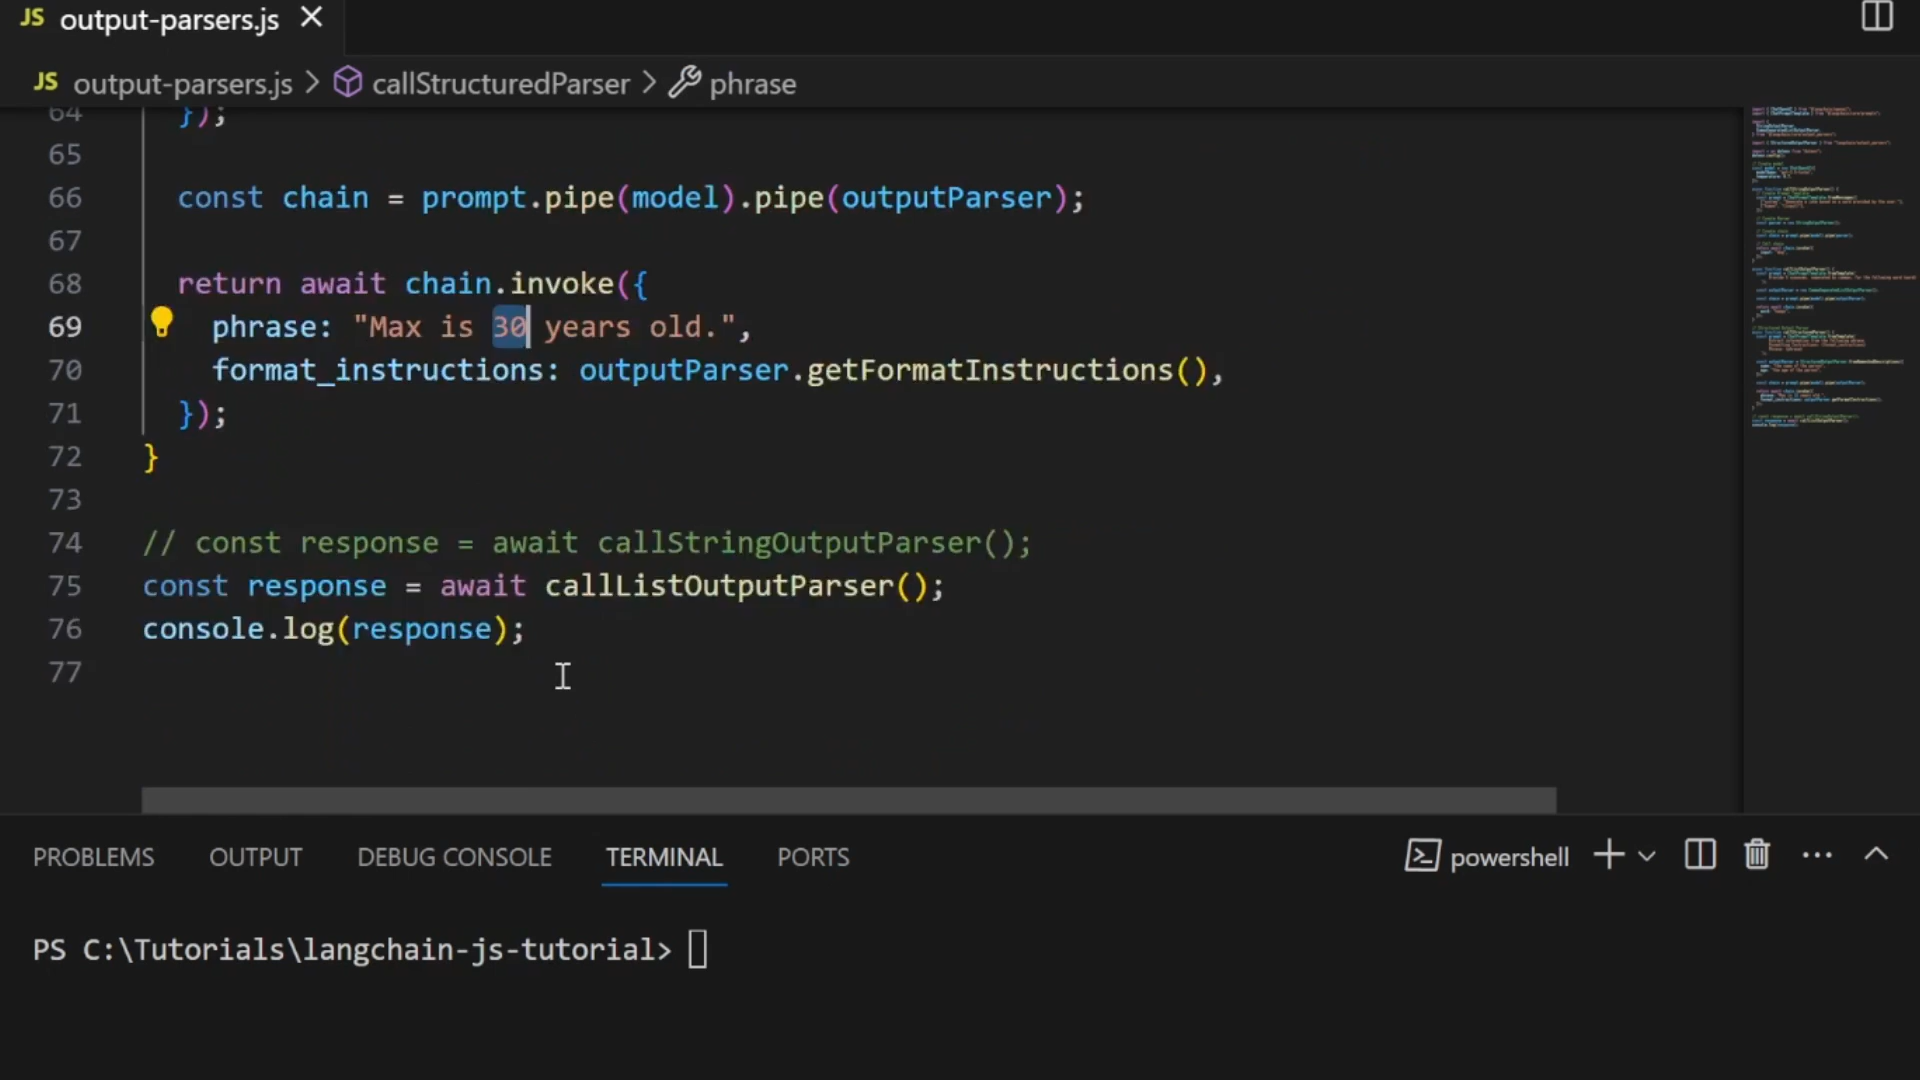 JS output-parsers.js
JS output-parsers.js > callStructuredParser > phrase
64 });
65
66 const chain = prompt.pipe(model).pipe(outputParser);
67
68 return await chain.invoke({
69 phrase: "Max is 30 years old.",
70 format_instructions: outputParser.getFormatInstructions(),
71 });
72 }
73
74 // const response = await callStringOutputParser();
75 const response = await callListOutputParser();
76 console.log(response);
77
PROBLEMS OUTPUT DEBUG CONSOLE TERMINAL PORTS powershell
PS C:\Tutorials\langchain-js-tutorial>